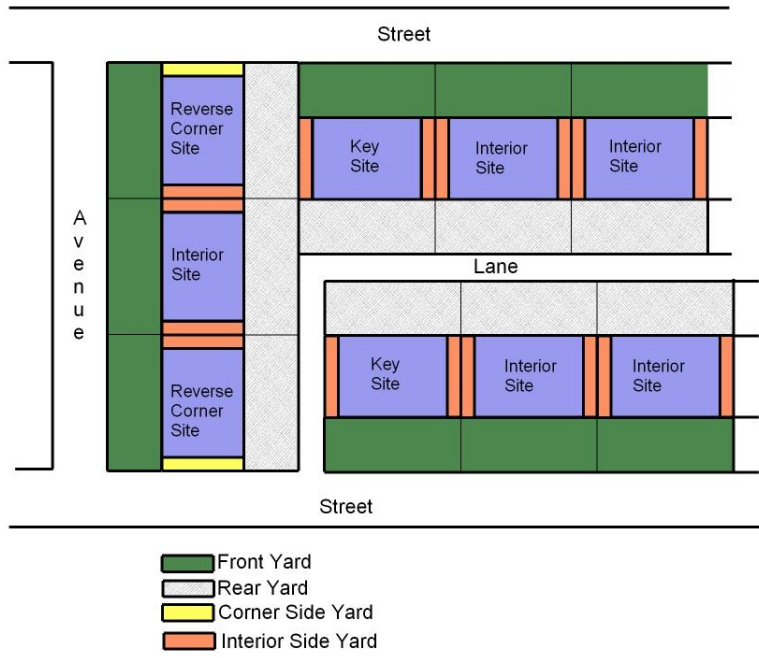 Street
Reverse
Corner
Site
Key
Site
Interior
Site
Interior
Site
Avenue
Interior
Site
Lane
Reverse
Corner
Site
Key
Site
Interior
Site
Interior
Site
Street
Front Yard
Rear Yard
Corner Side Yard
Interior Side Yard